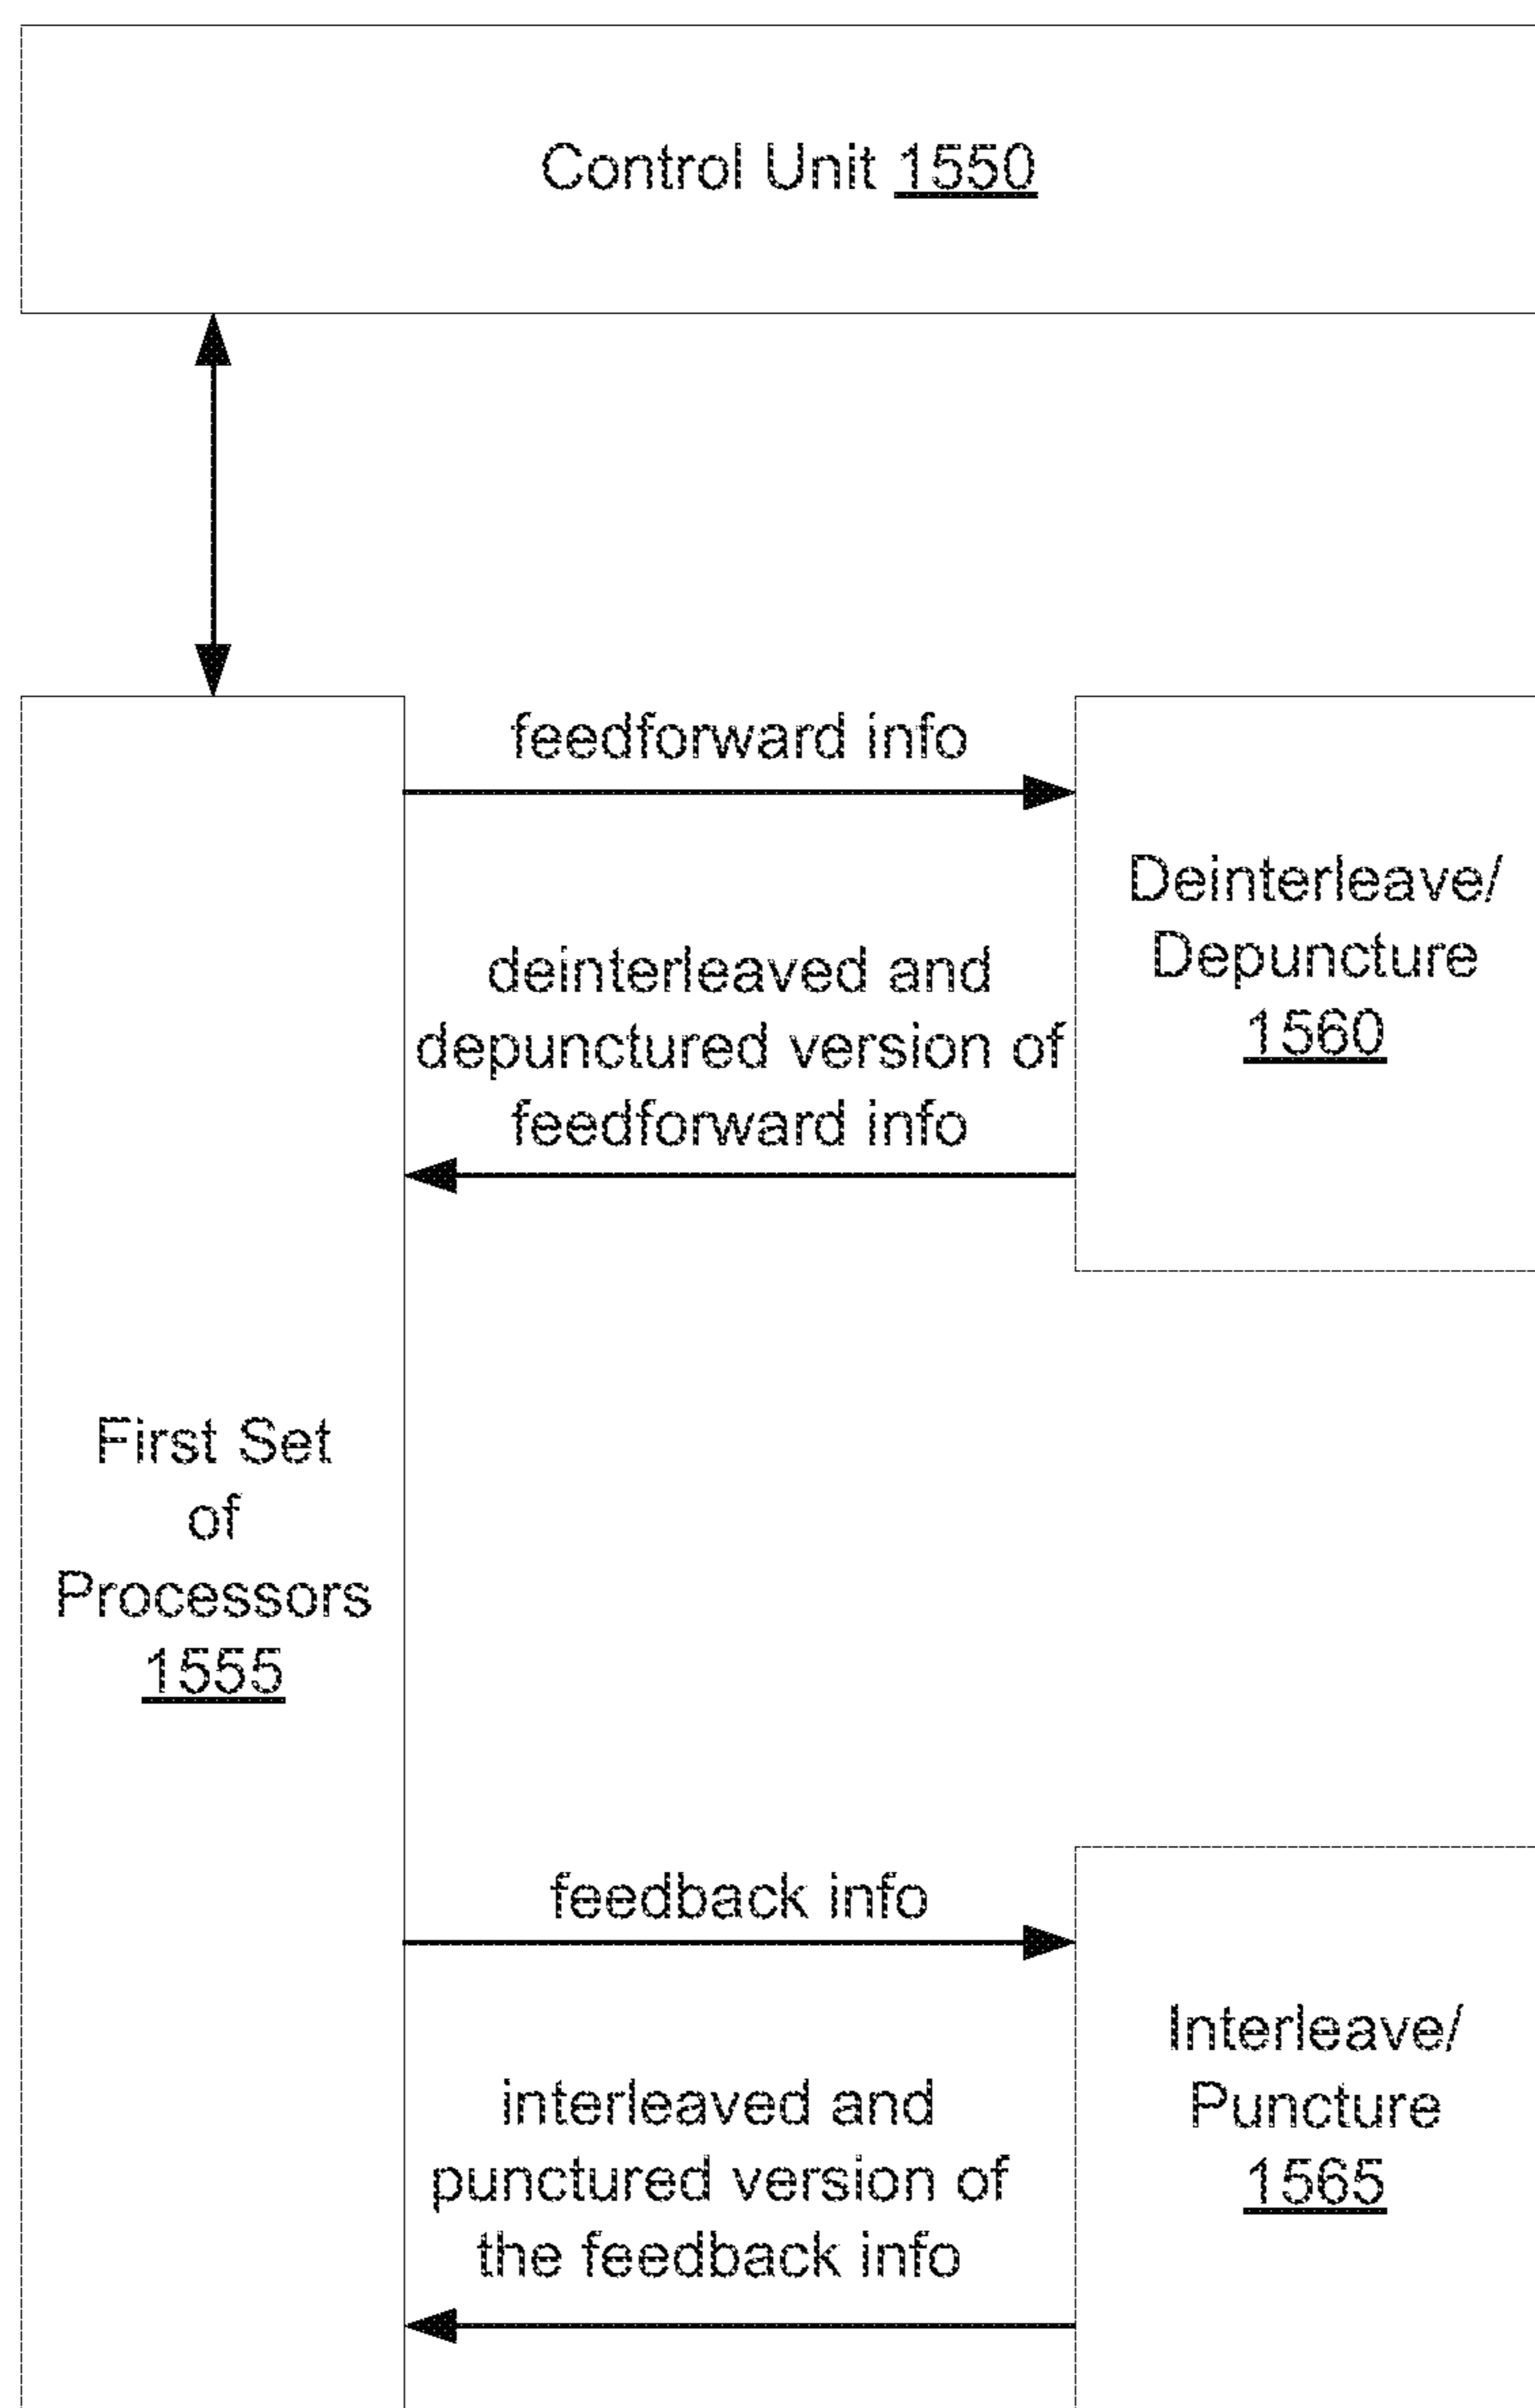 Control Unit 1550
feedforward info
Deinterleave/
Depuncture
1560
deinterleaved and
depunctured version of
feedforward info
First Set
of
Processors
1555
feedback info
Interleave/
Puncture
1565
interleaved and
punctured version of
the feedback info